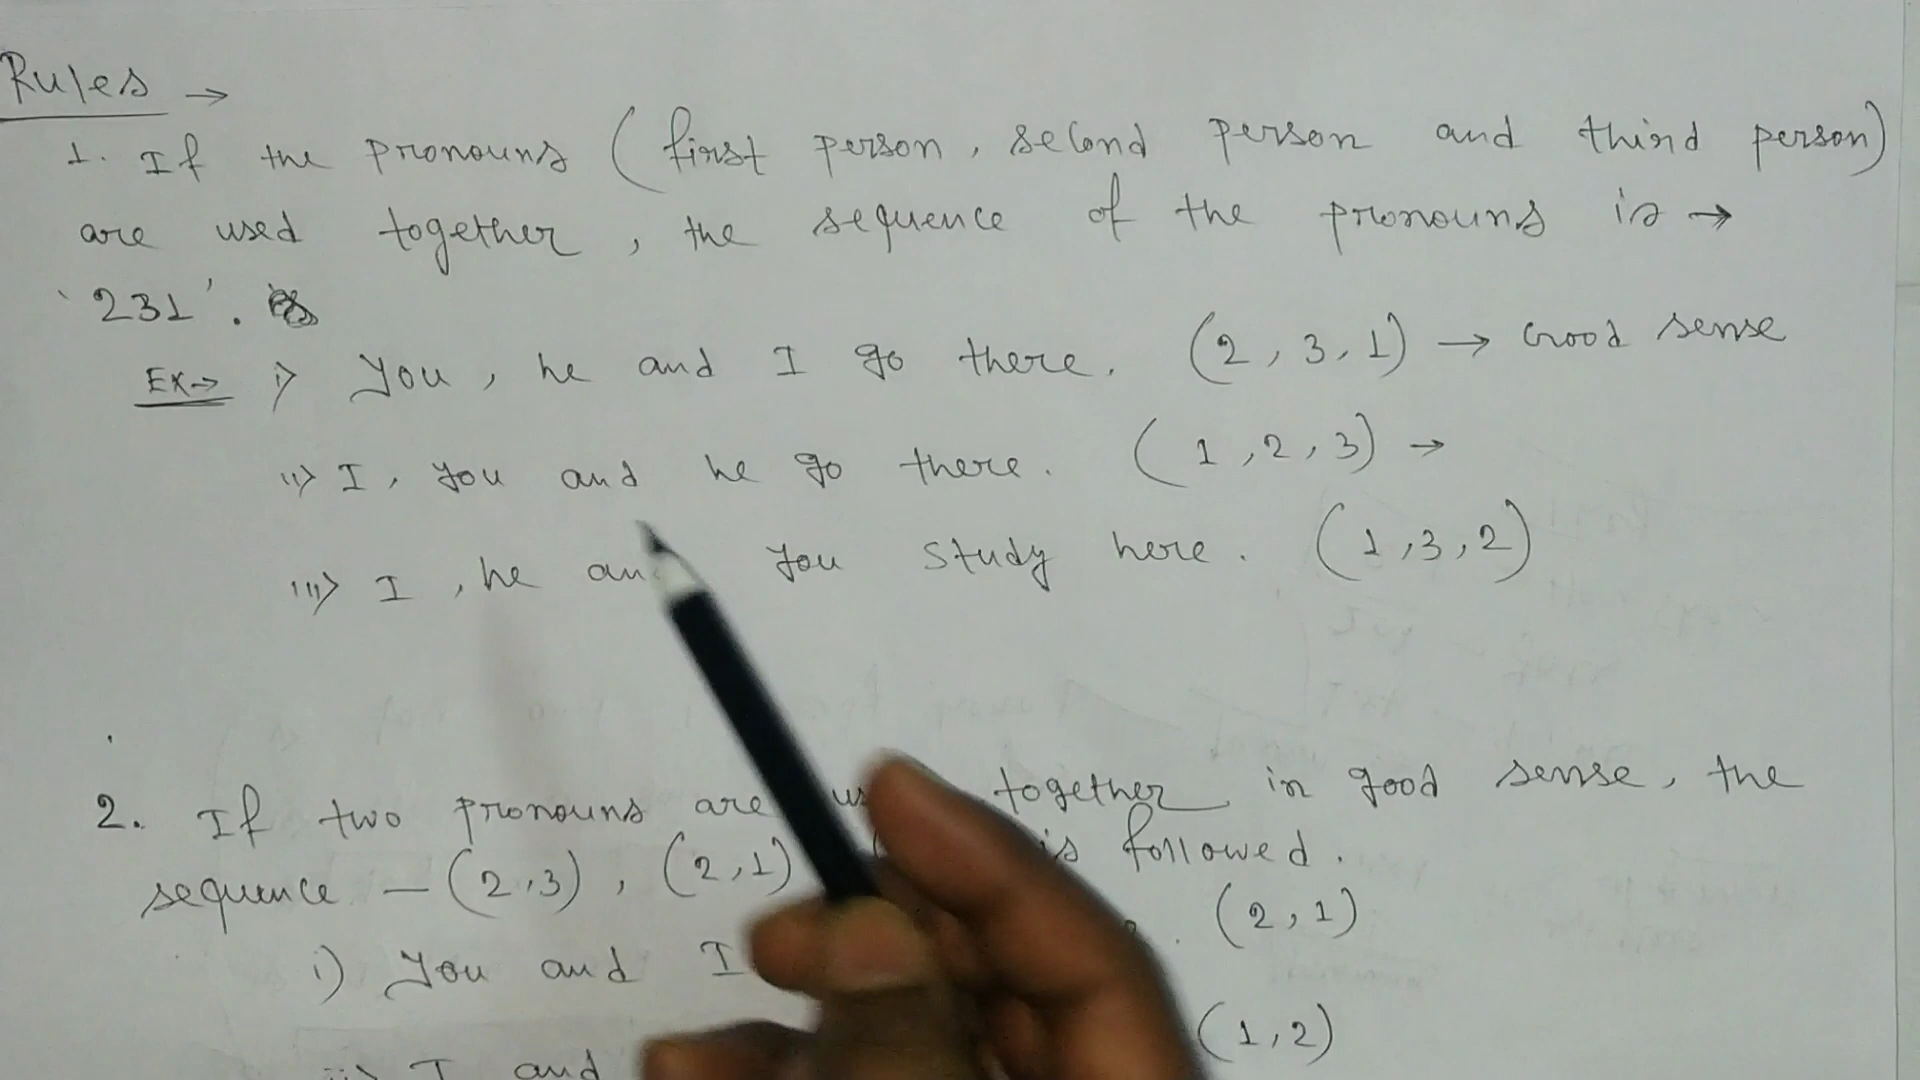 Rules →
1. If the pronouns (first person, second person and third person)
are used together, the sequence of the pronouns is →
'231'.
Ex→ i> You, he and I go there. (2, 3, 1) → Good sense
ii> I, you and he go there. (1, 2, 3) →
iii> I, he an you study here. (1, 3, 2)
2. If two pronouns are us together in good sense, the
sequence – (2,3), (2,1) is followed.
i) You and I (2, 1)
I and (1, 2)